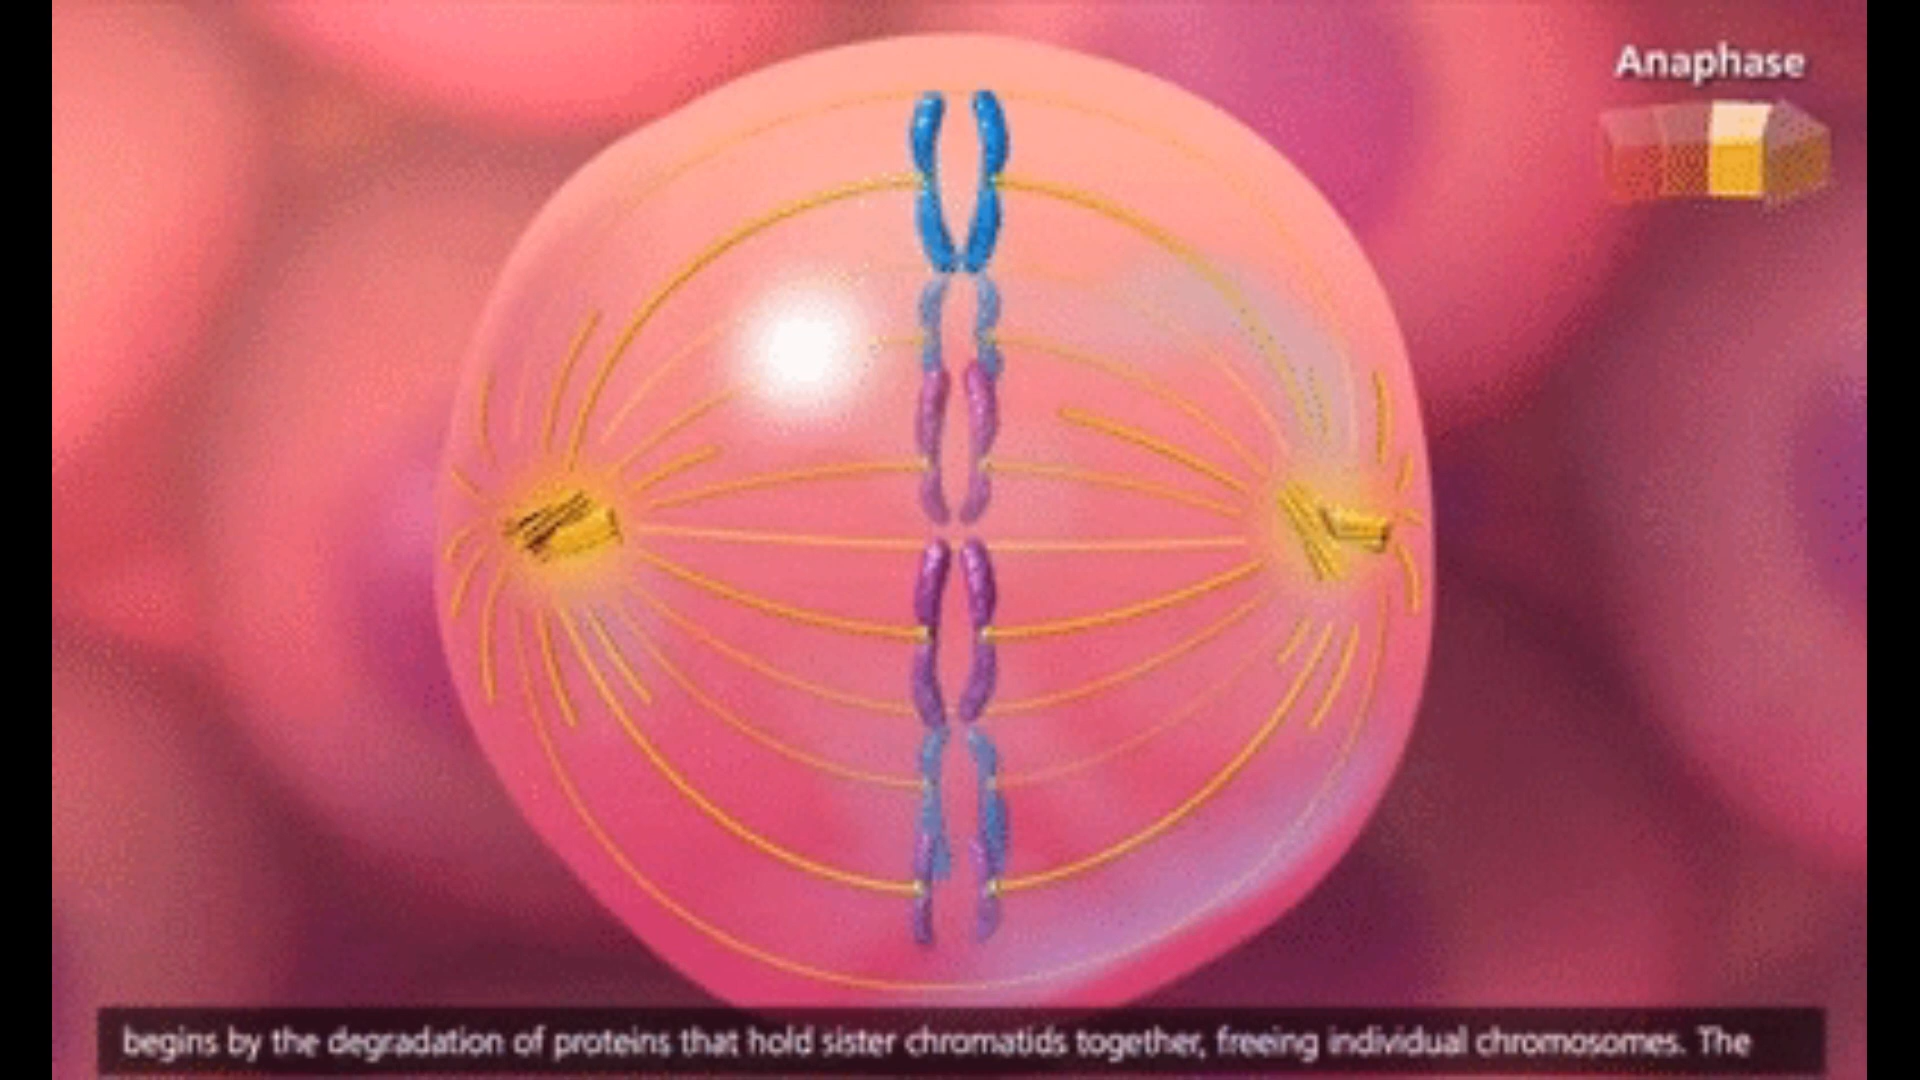 Anaphase
begins by the degradation of proteins that hold sister chromatids together, freeing individual chromosomes. The